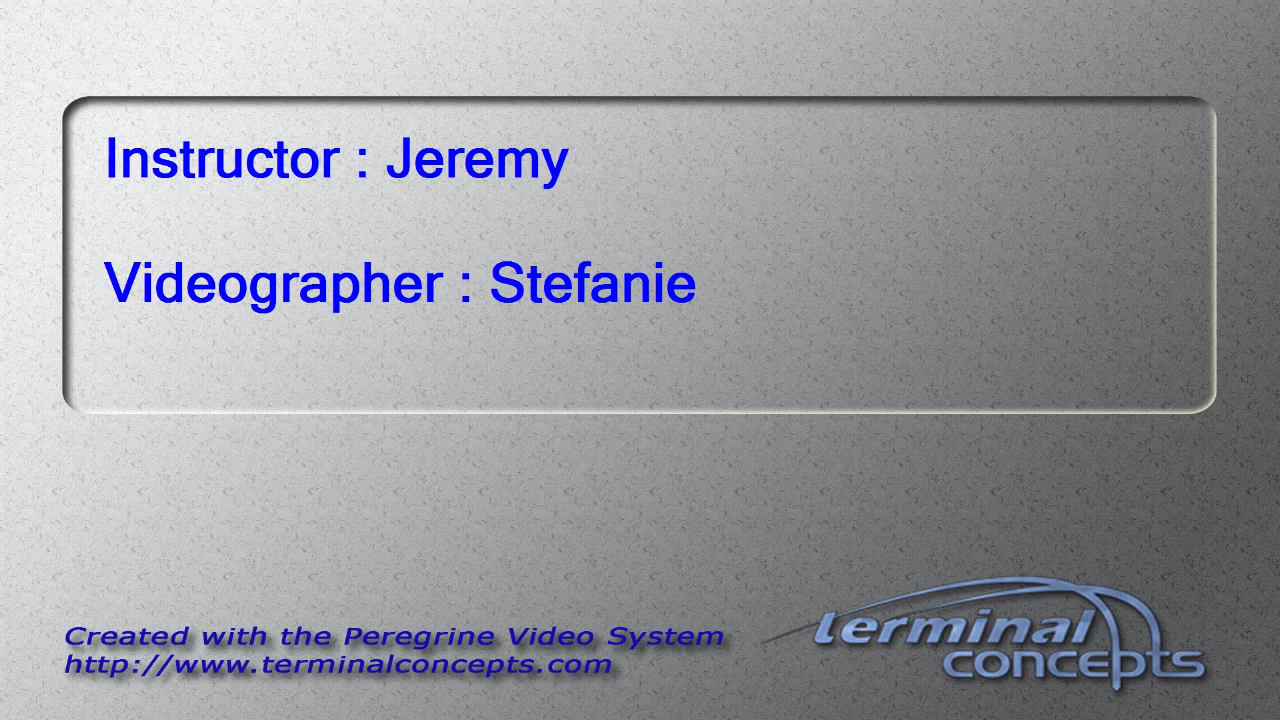 Instructor : Jeremy
Videographer : Stefanie
Created with the Peregrine Video System
http://www.terminalconcepts.com
terminal
concepts